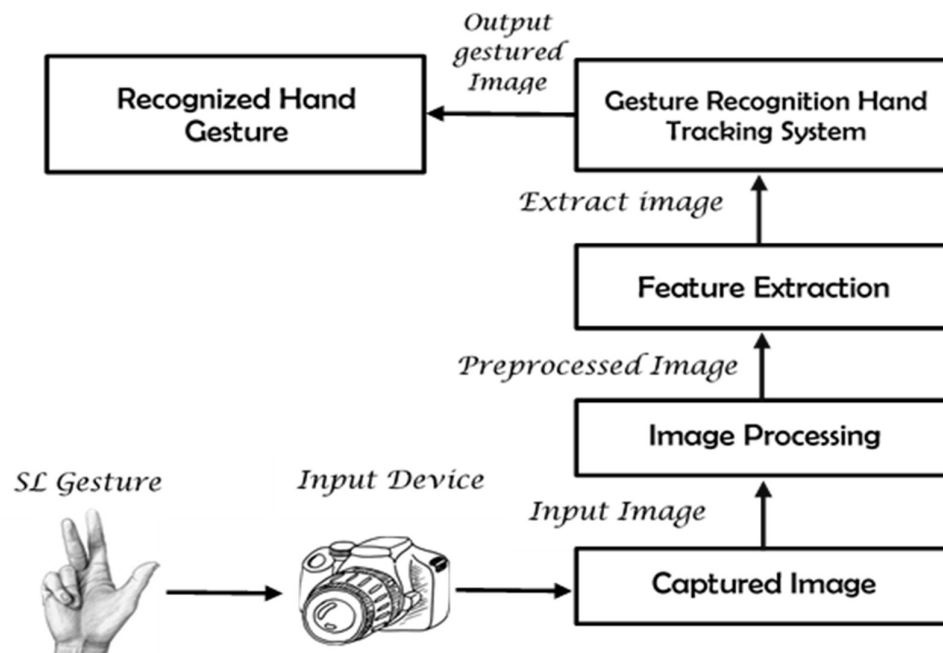 Output
gestured
Image
Recognized Hand
Gesture
Gesture Recognition Hand
Tracking System
Extract image
Feature Extraction
Preprocessed Image
Image Processing
SL Gesture
Input Device
Input Image
Captured Image